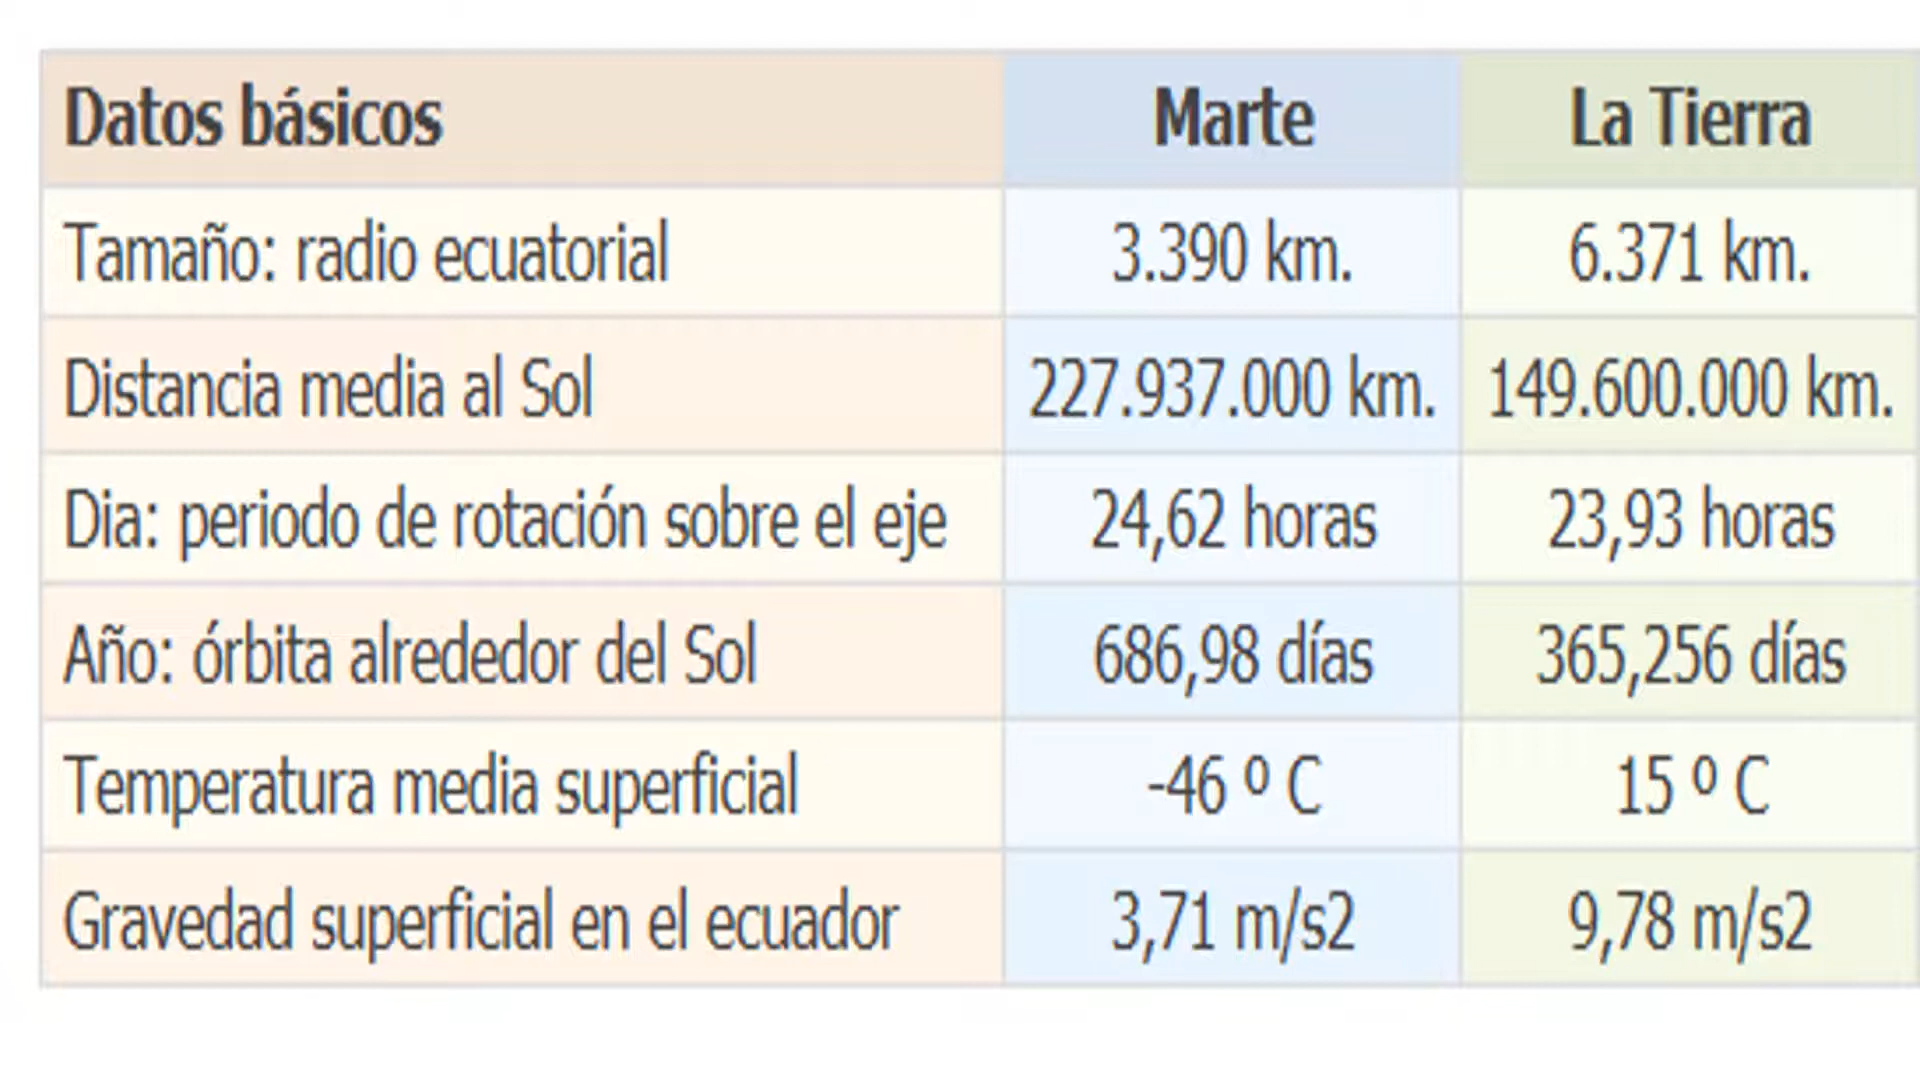 Datos básicos Marte La Tierra
Tamaño: radio ecuatorial 3.390 km. 6.371 km.
Distancia media al Sol 227.937.000 km. 149.600.000 km.
Dia: periodo de rotación sobre el eje 24,62 horas 23,93 horas
Año: órbita alrededor del Sol 686,98 días 365,256 días
Temperatura media superficial -46 º C 15 º C
Gravedad superficial en el ecuador 3,71 m/s2 9,78 m/s2